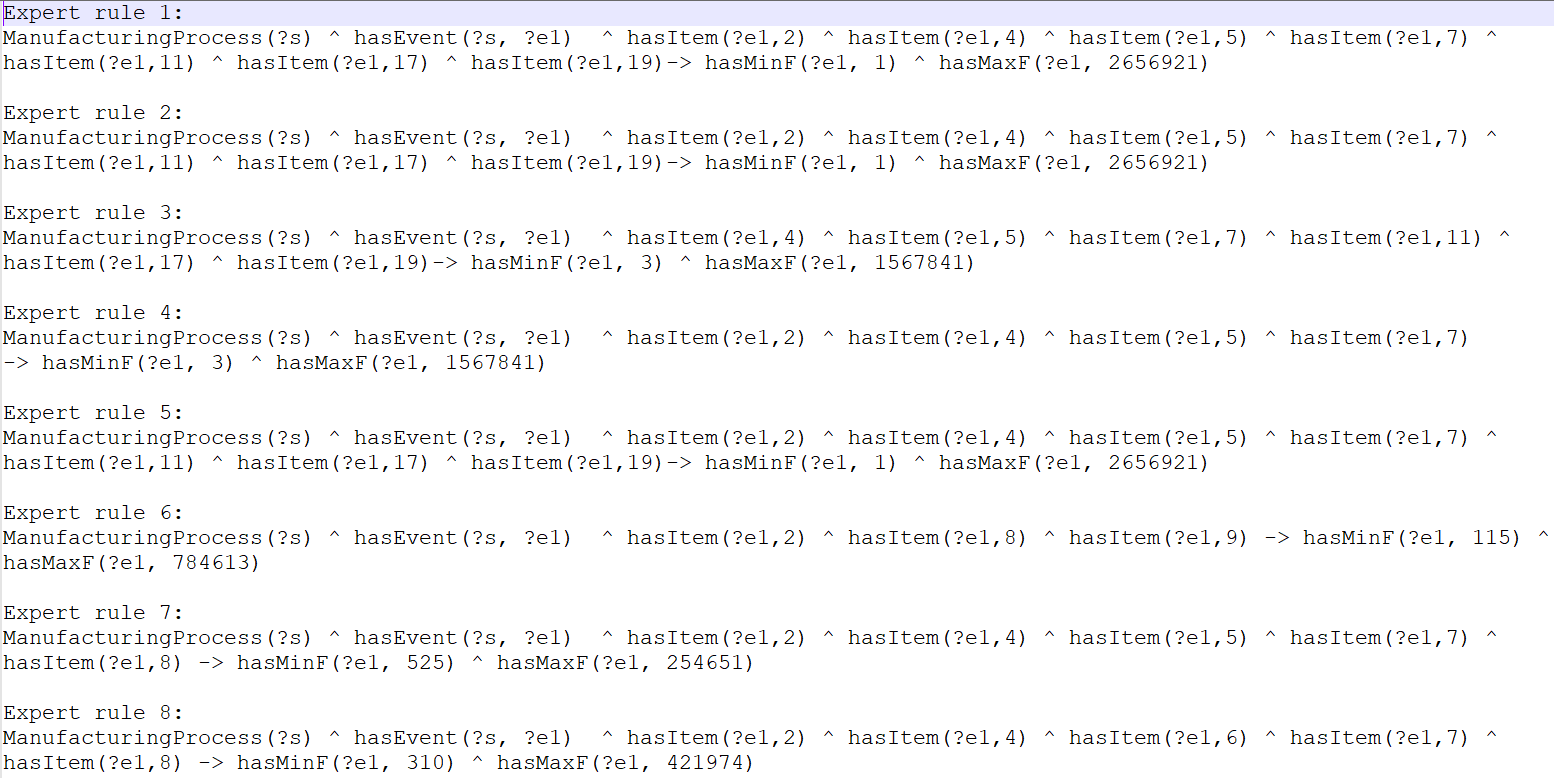 Expert rule 1:
ManufacturingProcess(?s) ^ hasEvent(?s, ?e1)  ^ hasItem(?e1,2) ^ hasItem(?e1,4) ^ hasItem(?e1,5) ^ hasItem(?e1,7) ^
hasItem(?e1,11) ^ hasItem(?e1,17) ^ hasItem(?e1,19)-> hasMinF(?e1, 1) ^ hasMaxF(?e1, 2656921)

Expert rule 2:
ManufacturingProcess(?s) ^ hasEvent(?s, ?e1)  ^ hasItem(?e1,2) ^ hasItem(?e1,4) ^ hasItem(?e1,5) ^ hasItem(?e1,7) ^
hasItem(?e1,11) ^ hasItem(?e1,17) ^ hasItem(?e1,19)-> hasMinF(?e1, 1) ^ hasMaxF(?e1, 2656921)

Expert rule 3:
ManufacturingProcess(?s) ^ hasEvent(?s, ?e1)  ^ hasItem(?e1,4) ^ hasItem(?e1,5) ^ hasItem(?e1,7) ^ hasItem(?e1,11) ^
hasItem(?e1,17) ^ hasItem(?e1,19)-> hasMinF(?e1, 3) ^ hasMaxF(?e1, 1567841)

Expert rule 4:
ManufacturingProcess(?s) ^ hasEvent(?s, ?e1)  ^ hasItem(?e1,2) ^ hasItem(?e1,4) ^ hasItem(?e1,5) ^ hasItem(?e1,7)
-> hasMinF(?e1, 3) ^ hasMaxF(?e1, 1567841)

Expert rule 5:
ManufacturingProcess(?s) ^ hasEvent(?s, ?e1)  ^ hasItem(?e1,2) ^ hasItem(?e1,4) ^ hasItem(?e1,5) ^ hasItem(?e1,7) ^
hasItem(?e1,11) ^ hasItem(?e1,17) ^ hasItem(?e1,19)-> hasMinF(?e1, 1) ^ hasMaxF(?e1, 2656921)

Expert rule 6:
ManufacturingProcess(?s) ^ hasEvent(?s, ?e1)  ^ hasItem(?e1,2) ^ hasItem(?e1,8) ^ hasItem(?e1,9) -> hasMinF(?e1, 115) ^
hasMaxF(?e1, 784613)

Expert rule 7:
ManufacturingProcess(?s) ^ hasEvent(?s, ?e1)  ^ hasItem(?e1,2) ^ hasItem(?e1,4) ^ hasItem(?e1,5) ^ hasItem(?e1,7) ^
hasItem(?e1,8) -> hasMinF(?e1, 525) ^ hasMaxF(?e1, 254651)

Expert rule 8:
ManufacturingProcess(?s) ^ hasEvent(?s, ?e1)  ^ hasItem(?e1,2) ^ hasItem(?e1,4) ^ hasItem(?e1,6) ^ hasItem(?e1,7) ^
hasItem(?e1,8) -> hasMinF(?e1, 310) ^ hasMaxF(?e1, 421974)